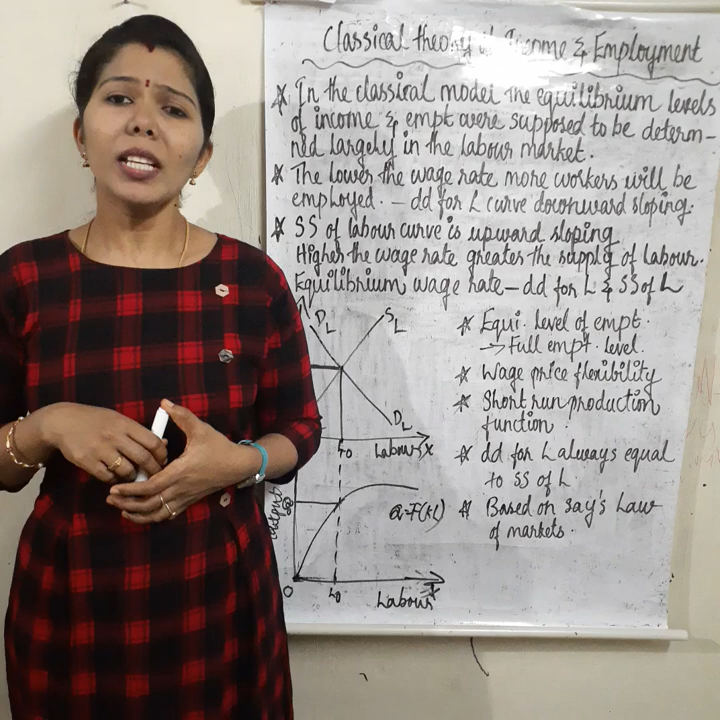 Classical theory of Income & Employment
* In the classical model the equilibrium levels
of income & empt were supposed to be determ-
ned largely in the labour market.
* The lower the wage rate more workers will be
employed. – dd for L curve downward sloping.
* SS of labour curve is upward sloping
Higher the wage rate greater the supply of labour.
Equilibrium wage rate – dd for L & SS of L
DL
SL
DL
Labour x
* Equi. level of empt.
→ Full empt. level.
* Wage price flexibility
* Short run production
function.
* dd for L always equal
to SS of L
* Based on Say's Law
of markets.
Q=F(KL)
O
L0
Labour